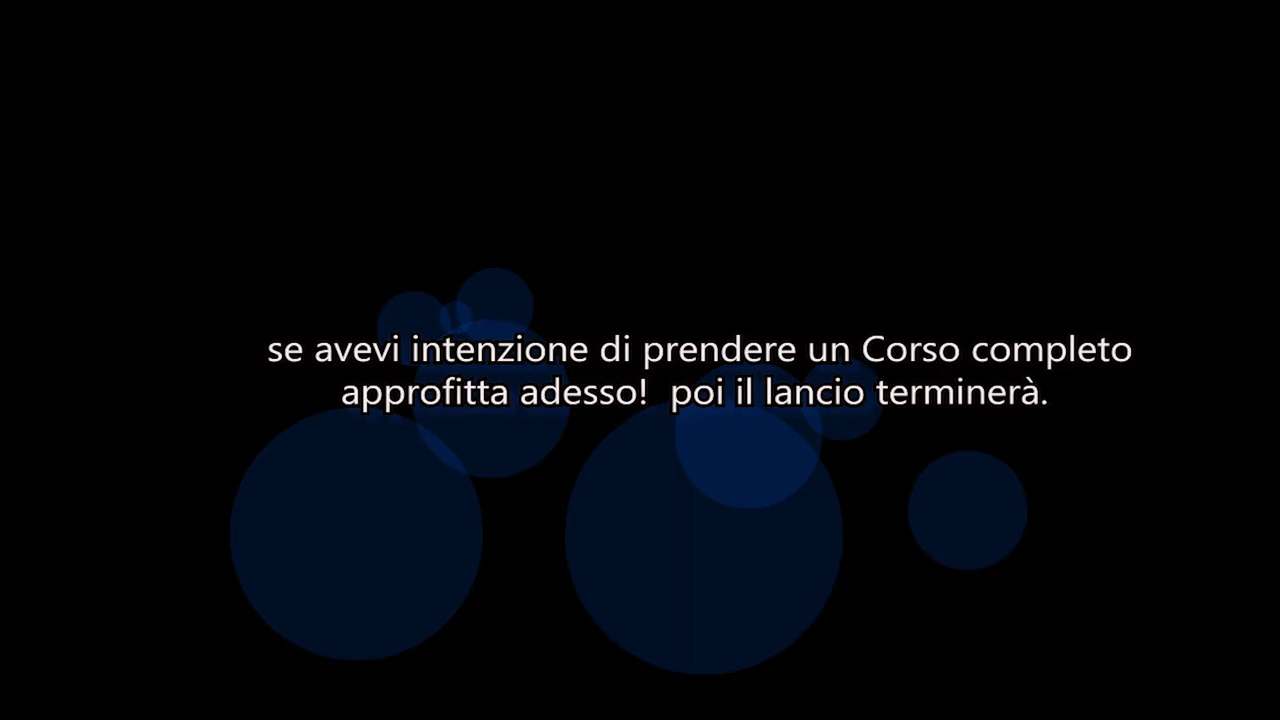 se avevi intenzione di prendere un Corso completo
approfitta adesso!  poi il lancio terminerà.